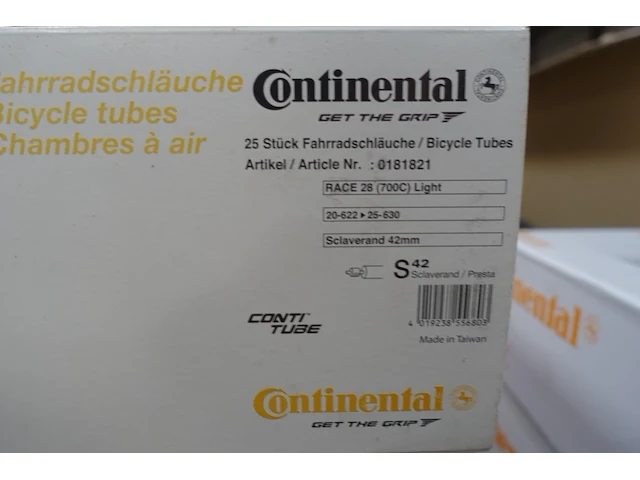 ahrradschläuche
Bicycle tubes
Chambres à air
Continental
GET THE GRIP
25 Stück Fahrradschläuche / Bicycle Tubes
Artikel / Article Nr. : 0181821
RACE 28 (700C) Light
20-622 ▸ 25-630
Sclaverand 42mm
S42
Sclaverand / Presta
4 019238 556803
Made in Taiwan
CONTI
TUBE
Continental
GET THE GRIP
nental